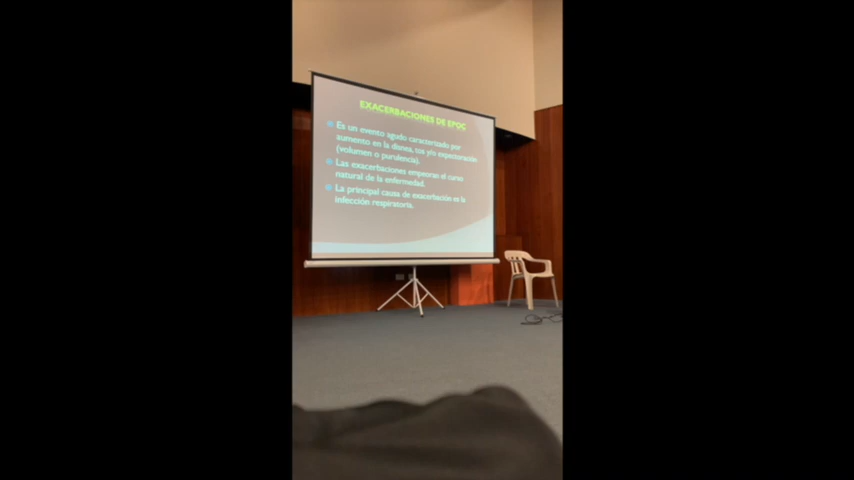 EXACERBACIONES DE EPOC
Es un evento agudo caracterizado por
aumento en la disnea, tos y/o expectoración
(volumen o purulencia).
Las exacerbaciones empeoran el curso
natural de la enfermedad.
La principal causa de exacerbación es la
infección respiratoria.